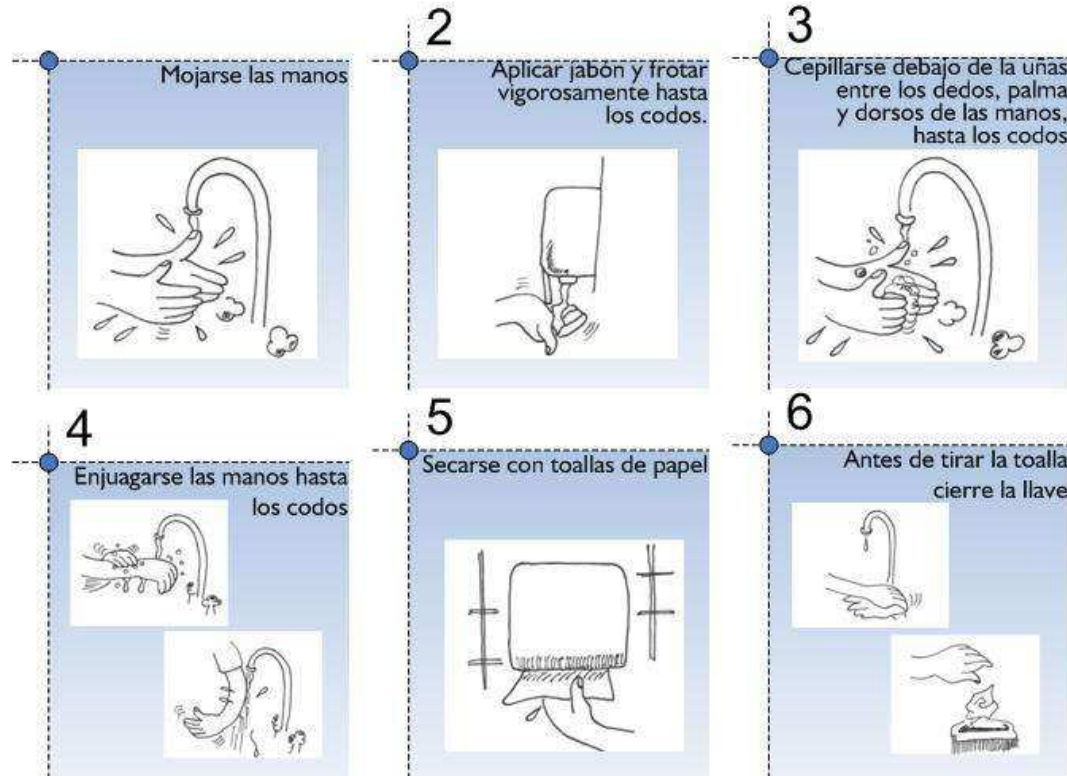 Mojarse las manos
2
Aplicar jabón y frotar
vigorosamente hasta
los codos.
3
Cepillarse debajo de la uñas
entre los dedos, palma
y dorsos de las manos,
hasta los codos
4
Enjuagarse las manos hasta
los codos
5
Secarse con toallas de papel
6
Antes de tirar la toalla
cierre la llave